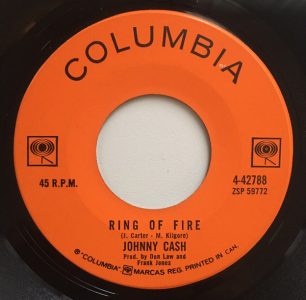 COLUMBIA
45 R.P.M.
4-42788
ZSP 59772
RING OF FIRE
(J. Carter - M. Kilgore)
JOHNNY CASH
Prod. by Don Law and
Frank Jones
® "COLUMBIA" MARCAS REG. PRINTED IN CAN.